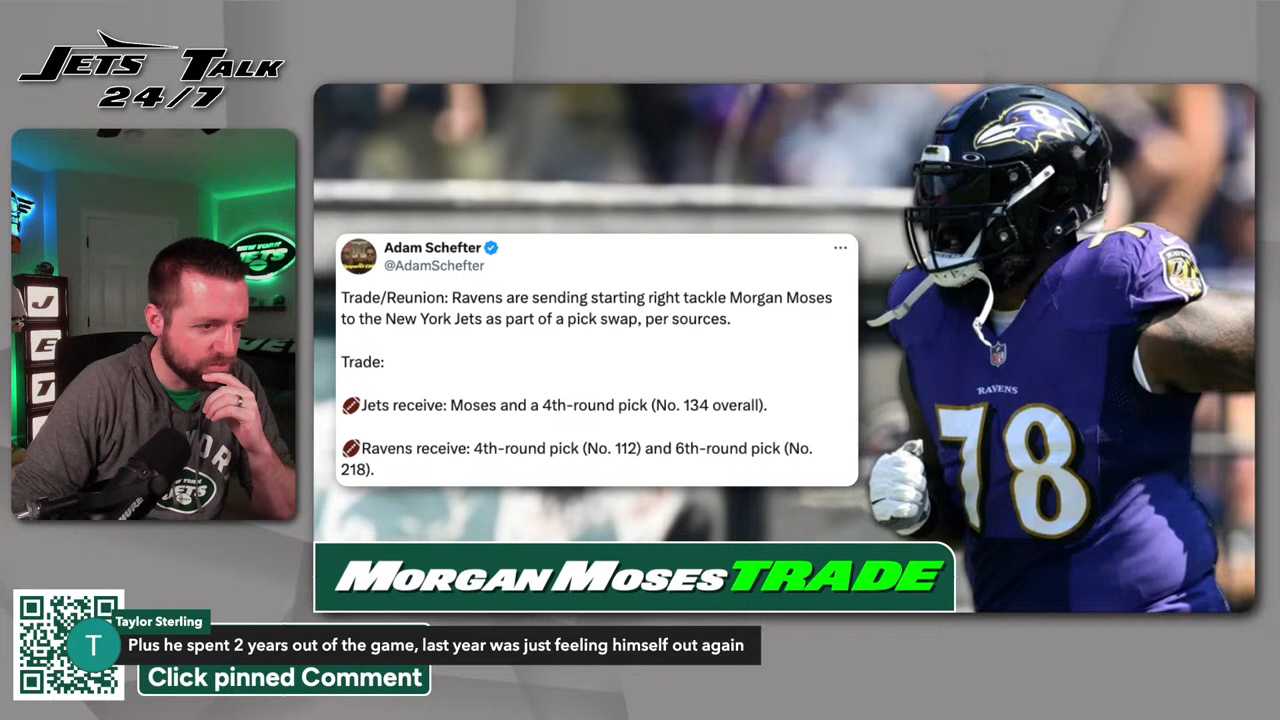 JETS TALK
24/7
NEW YORK
JETS
J
E
T
JETS
Adam Schefter
@AdamSchefter
Trade/Reunion: Ravens are sending starting right tackle Morgan Moses
to the New York Jets as part of a pick swap, per sources.
Trade:
🏈Jets receive: Moses and a 4th-round pick (No. 134 overall).
🏈Ravens receive: 4th-round pick (No. 112) and 6th-round pick (No.
218).
RAVENS
78
MORGAN MOSES TRADE
Taylor Sterling
T
Plus he spent 2 years out of the game, last year was just feeling himself out again
Click pinned Comment